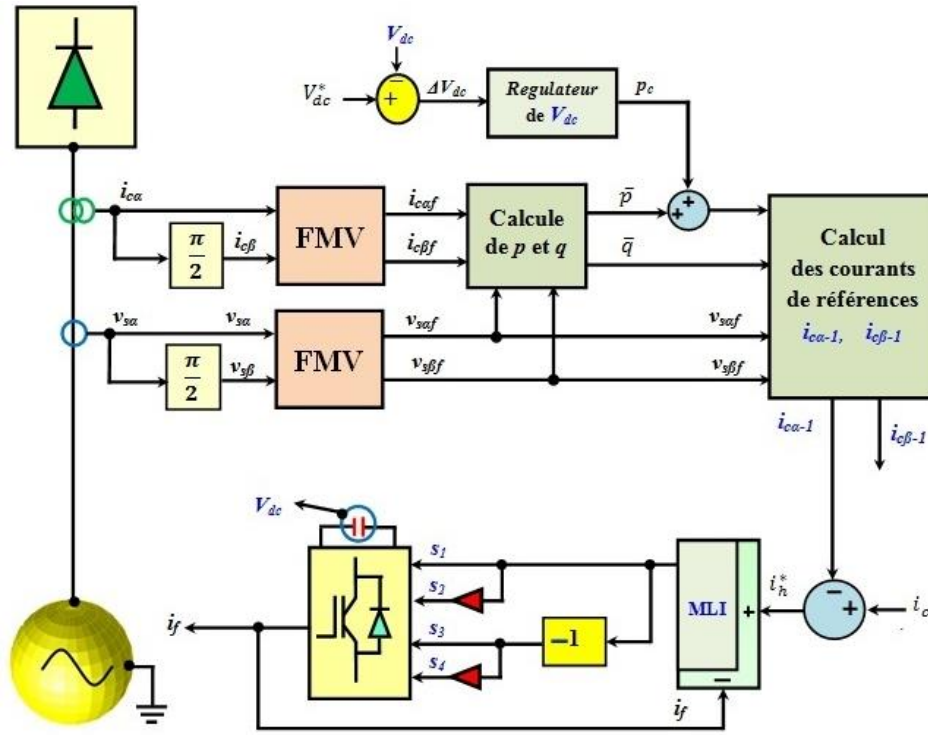 V_dc
V*_dc
−
+
ΔV_dc
Regulateur
de V_dc
p_c
i_cα
π
2
i_cβ
FMV
i_cαf
i_cβf
Calcule
de p et q
p̄
q̄
+
+
Calcul
des courants
de références
i_cα-1, i_cβ-1
v_sα
v_sα
π
2
v_sβ
FMV
v_sαf
v_sβf
v_sαf
v_sβf
i_cα-1
i_cβ-1
V_dc
s_1
s_2
s_3
s_4
−1
MLI
+
−
i*_h
−
+
i_c
i_f
i_f